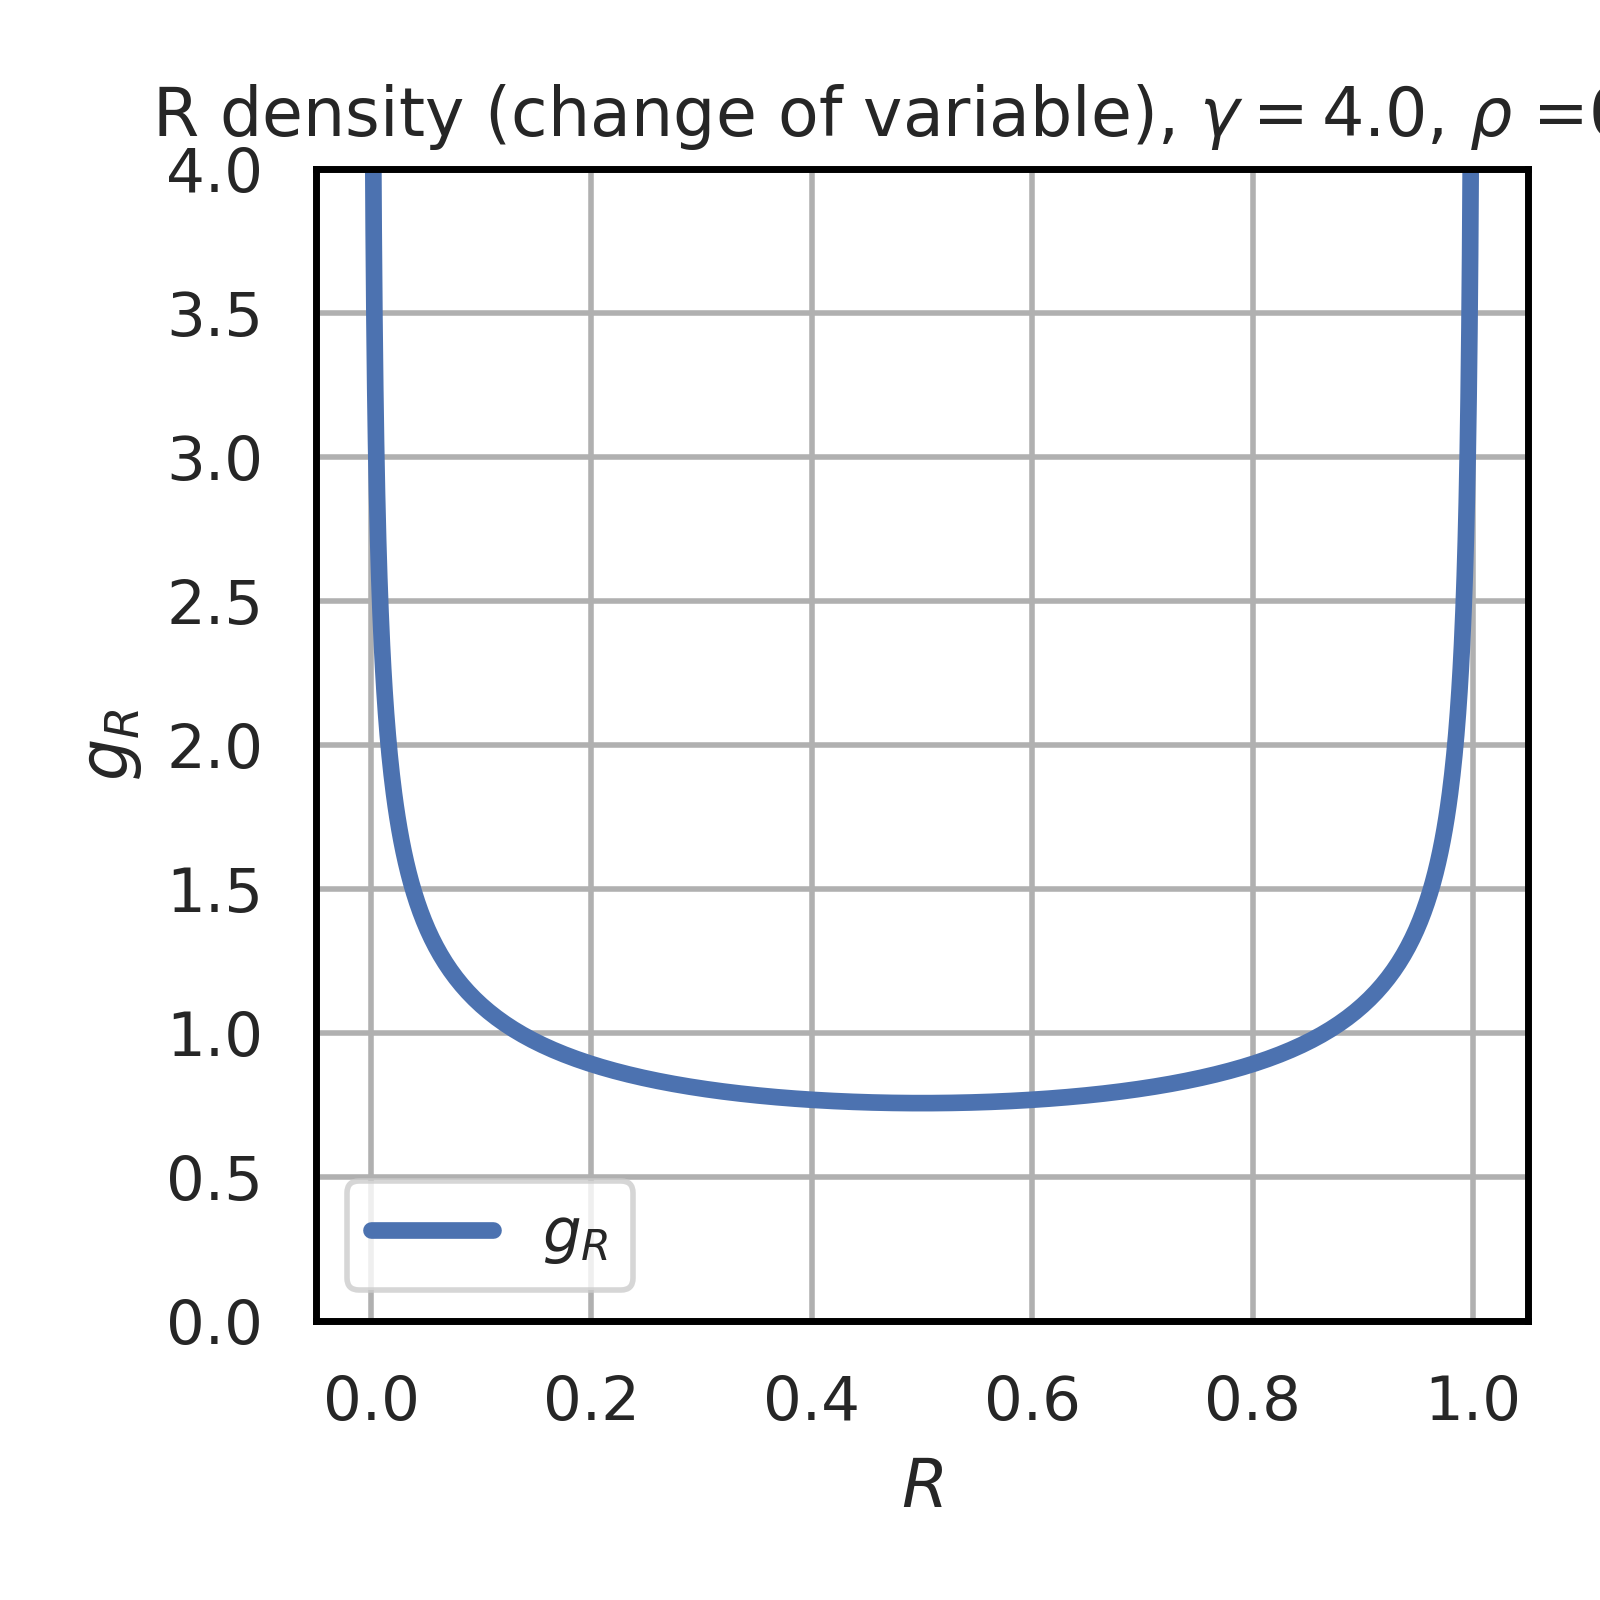 R density (change of variable), γ = 4.0, ρ =
4.0
3.5
3.0
2.5
2.0
1.5
1.0
0.5
0.0
g_R
g_R
0.0 0.2 0.4 0.6 0.8 1.0
R